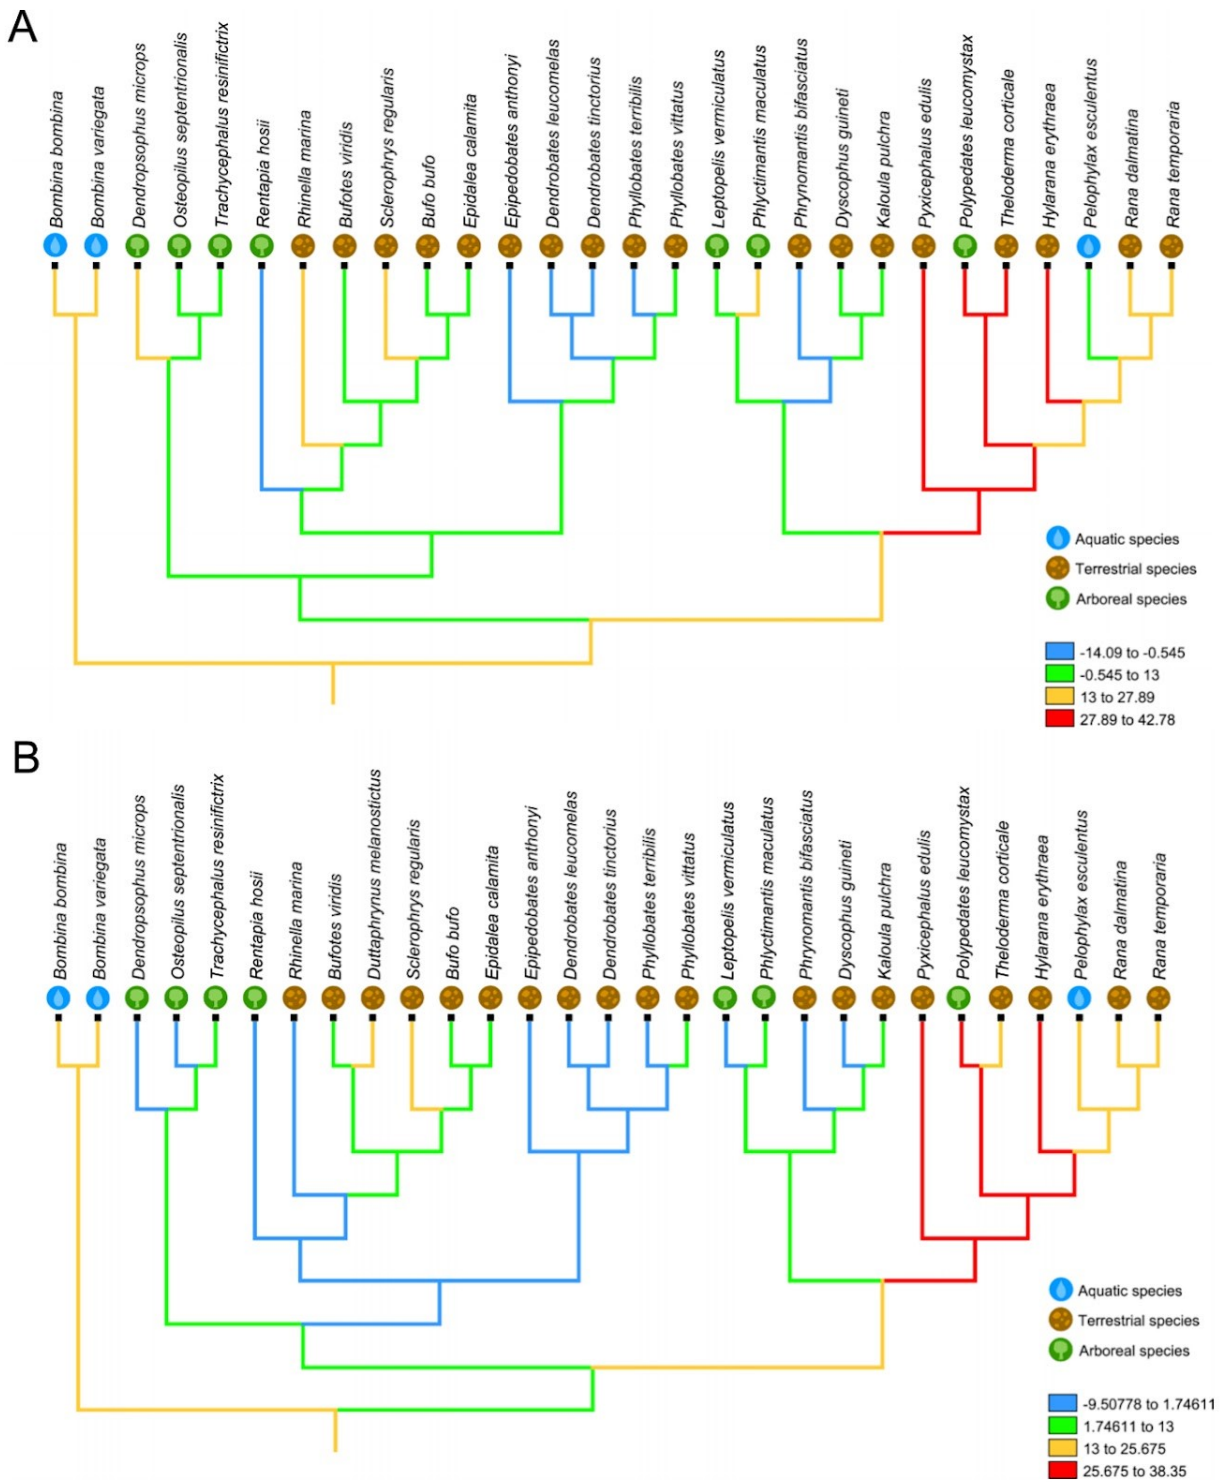 A
Bombina bombina
Bombina variegata
Dendropsophus microps
Osteopilus septentrionalis
Trachycephalus resinifictrix
Rentapia hosii
Rhinella marina
Bufotes viridis
Sclerophrys regularis
Bufo bufo
Epidalea calamita
Epipedobates anthonyi
Dendrobates leucomelas
Dendrobates tinctorius
Phyllobates terribilis
Phyllobates vittatus
Leptopelis vermiculatus
Phlyctimantis maculatus
Phrynomantis bifasciatus
Dyscophus guineti
Kaloula pulchra
Pyxicephalus edulis
Polypedates leucomystax
Theloderma corticale
Hylarana erythraea
Pelophylax esculentus
Rana dalmatina
Rana temporaria
Aquatic species
Terrestrial species
Arboreal species
-14.09 to -0.545
-0.545 to 13
13 to 27.89
27.89 to 42.78
B
Bombina bombina
Bombina variegata
Dendropsophus microps
Osteopilus septentrionalis
Trachycephalus resinifictrix
Rentapia hosii
Rhinella marina
Bufotes viridis
Duttaphrynus melanostictus
Sclerophrys regularis
Bufo bufo
Epidalea calamita
Epipedobates anthonyi
Dendrobates leucomelas
Dendrobates tinctorius
Phyllobates terribilis
Phyllobates vittatus
Leptopelis vermiculatus
Phlyctimantis maculatus
Phrynomantis bifasciatus
Dyscophus guineti
Kaloula pulchra
Pyxicephalus edulis
Polypedates leucomystax
Theloderma corticale
Hylarana erythraea
Pelophylax esculentus
Rana dalmatina
Rana temporaria
Aquatic species
Terrestrial species
Arboreal species
-9.50778 to 1.74611
1.74611 to 13
13 to 25.675
25.675 to 38.35